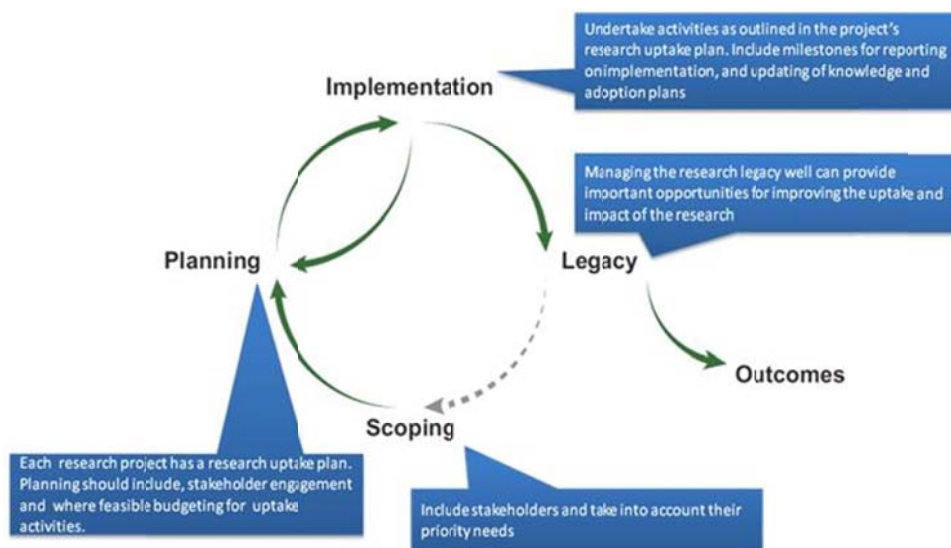 Undertake activities as outlined in the project's
research uptake plan. Include milestones for reporting
onimplementation, and updating of knowledge and
adoption plans
Implementation
Managing the research legacy well can provide
important opportunities for improving the uptake and
impact of the research
Planning
Legacy
Outcomes
Scoping
Each research project has a research uptake plan.
Planning should include, stakeholder engagement
and where feasible budgeting for uptake
activities.
Include stakeholders and take into account their
priority needs